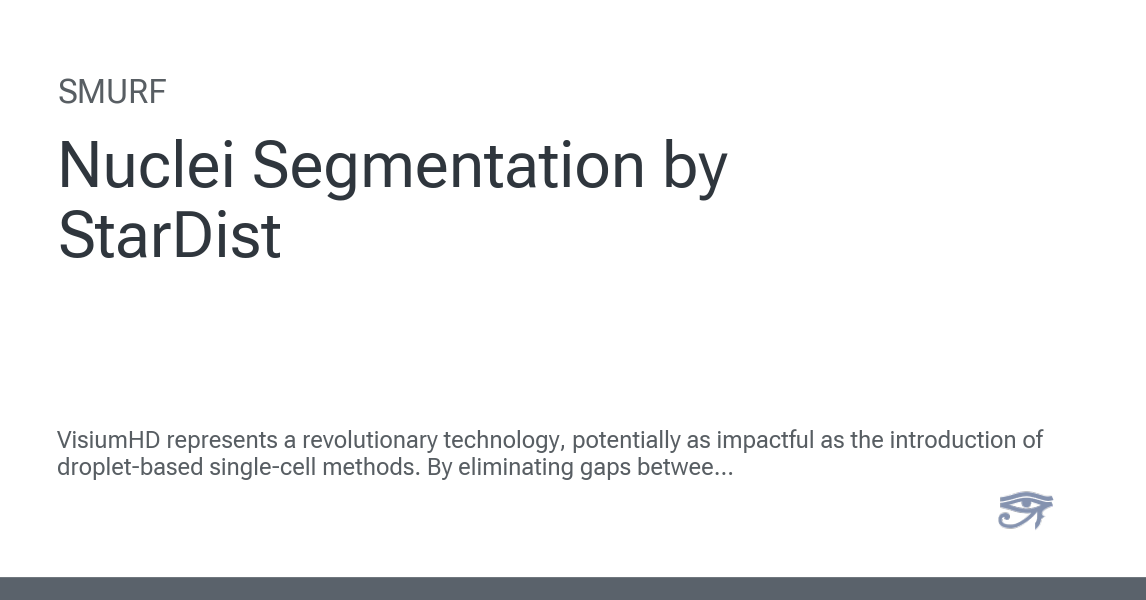 SMURF
Nuclei Segmentation by
StarDist
VisiumHD represents a revolutionary technology, potentially as impactful as the introduction of
droplet-based single-cell methods. By eliminating gaps betwee...